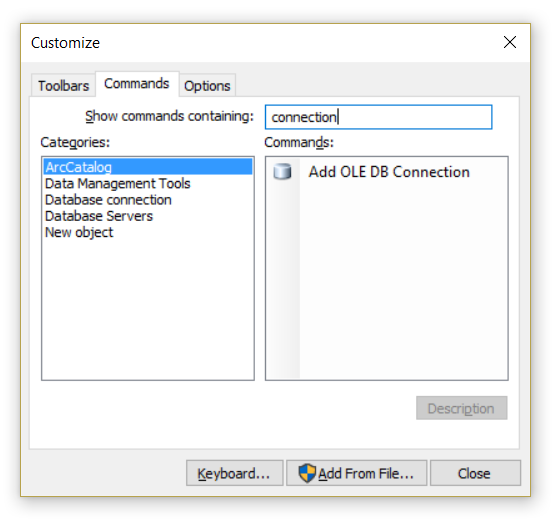 Customize
Toolbars Commands Options
Show commands containing: connection
Categories: Commands:
ArcCatalog Add OLE DB Connection
Data Management Tools
Database connection
Database Servers
New object
Description
Keyboard... Add From File... Close